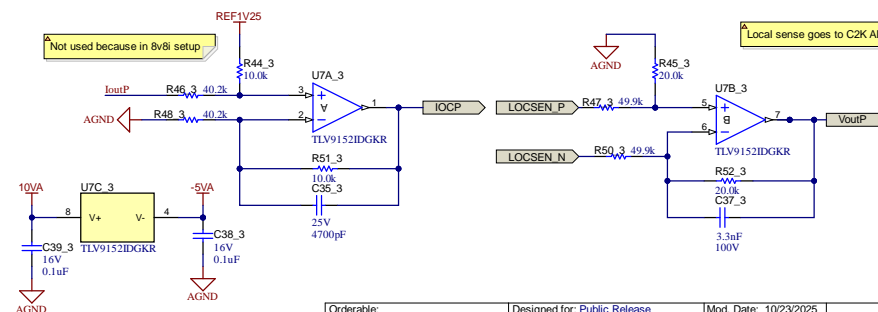 REF1V25
Not used because in 8v8i setup
R44_3
10.0k
U7A_3
IoutP
R46_3 40.2k
3
A
1
IOCP
R48_3 40.2k
AGND
2
TLV9152IDGKR
R51_3
10.0k
C35_3
25V
4700pF
Local sense goes to C2K
AGND
R45_3
20.0k
U7B_3
LOCSEN_P
R47_3 49.9k
5
B
7
VoutP
6
LOCSEN_N
R50_3 49.9k
TLV9152IDGKR
R52_3
20.0k
C37_3
3.3nF
100V
10VA
U7C_3
-5VA
8
V+
V-
4
TLV9152IDGKR
C39_3
16V
0.1uF
AGND
C38_3
16V
0.1uF
AGND
Orderable:
Designed for: Public Release
Mod. Date: 10/23/2025